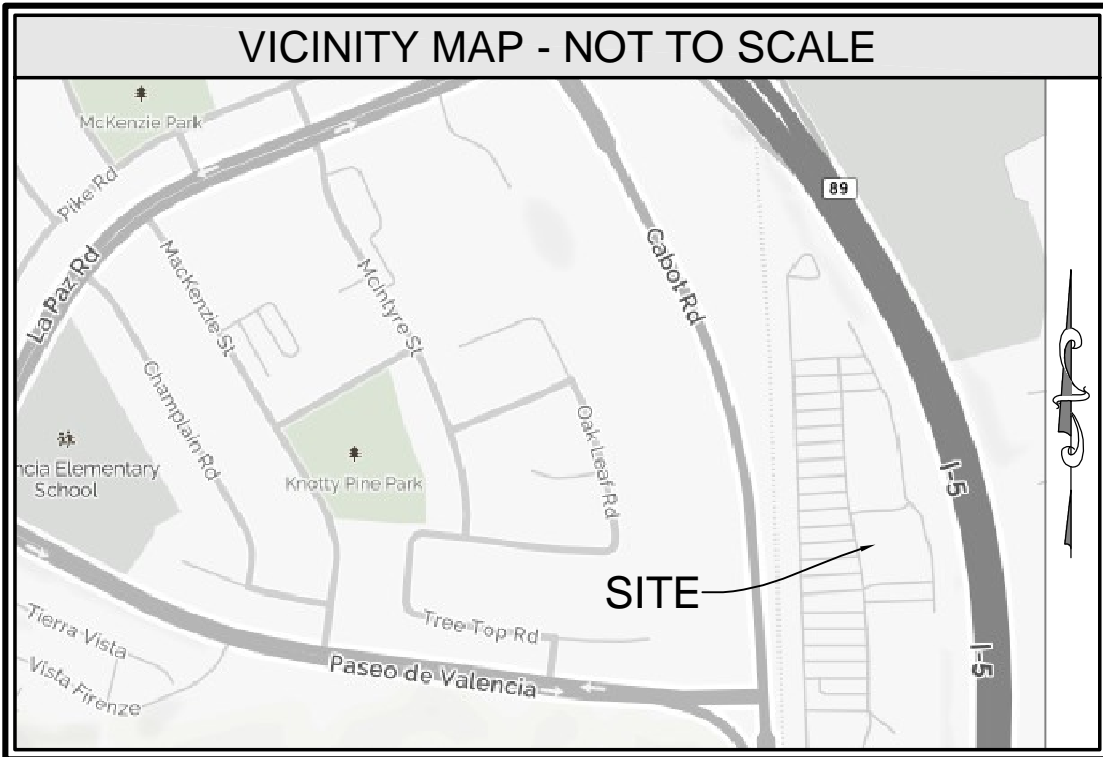 VICINITY MAP - NOT TO SCALE
McKenzie Park
Pike Rd
La Paz Rd
MacKenzie St
McIntyre St
Cabot Rd
89
Champlain Rd
Oak Leaf Rd
ncia Elementary
School
Knotty Pine Park
I-5
SITE
Tree Top Rd
Tierra Vista
Paseo de Valencia
Vista Firenze
I-5